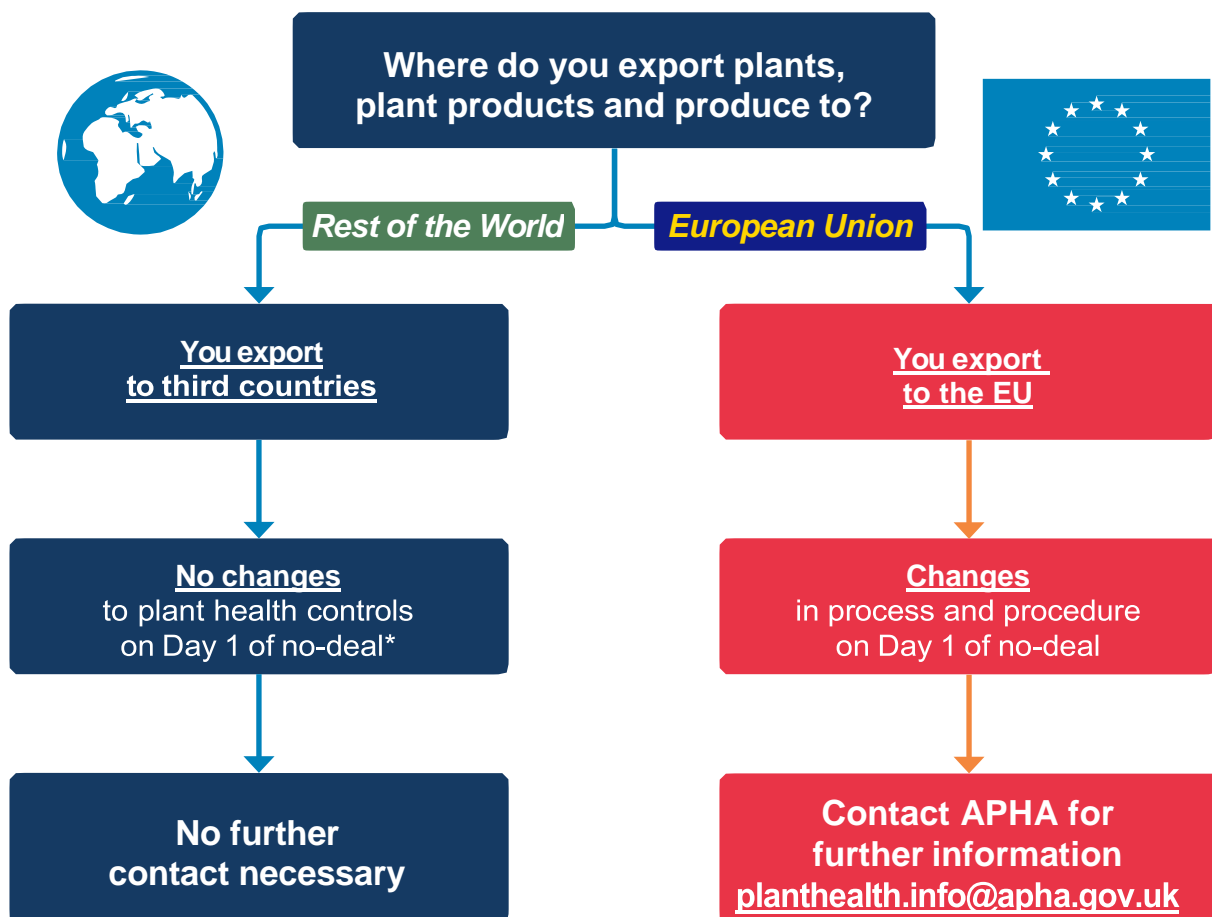 Where do you export plants,
plant products and produce to?
Rest of the World
European Union
You export
to third countries
You export
to the EU
No changes
to plant health controls
on Day 1 of no-deal*
Changes
in process and procedure
on Day 1 of no-deal
No further
contact necessary
Contact APHA for
further information
planthealth.info@apha.gov.uk